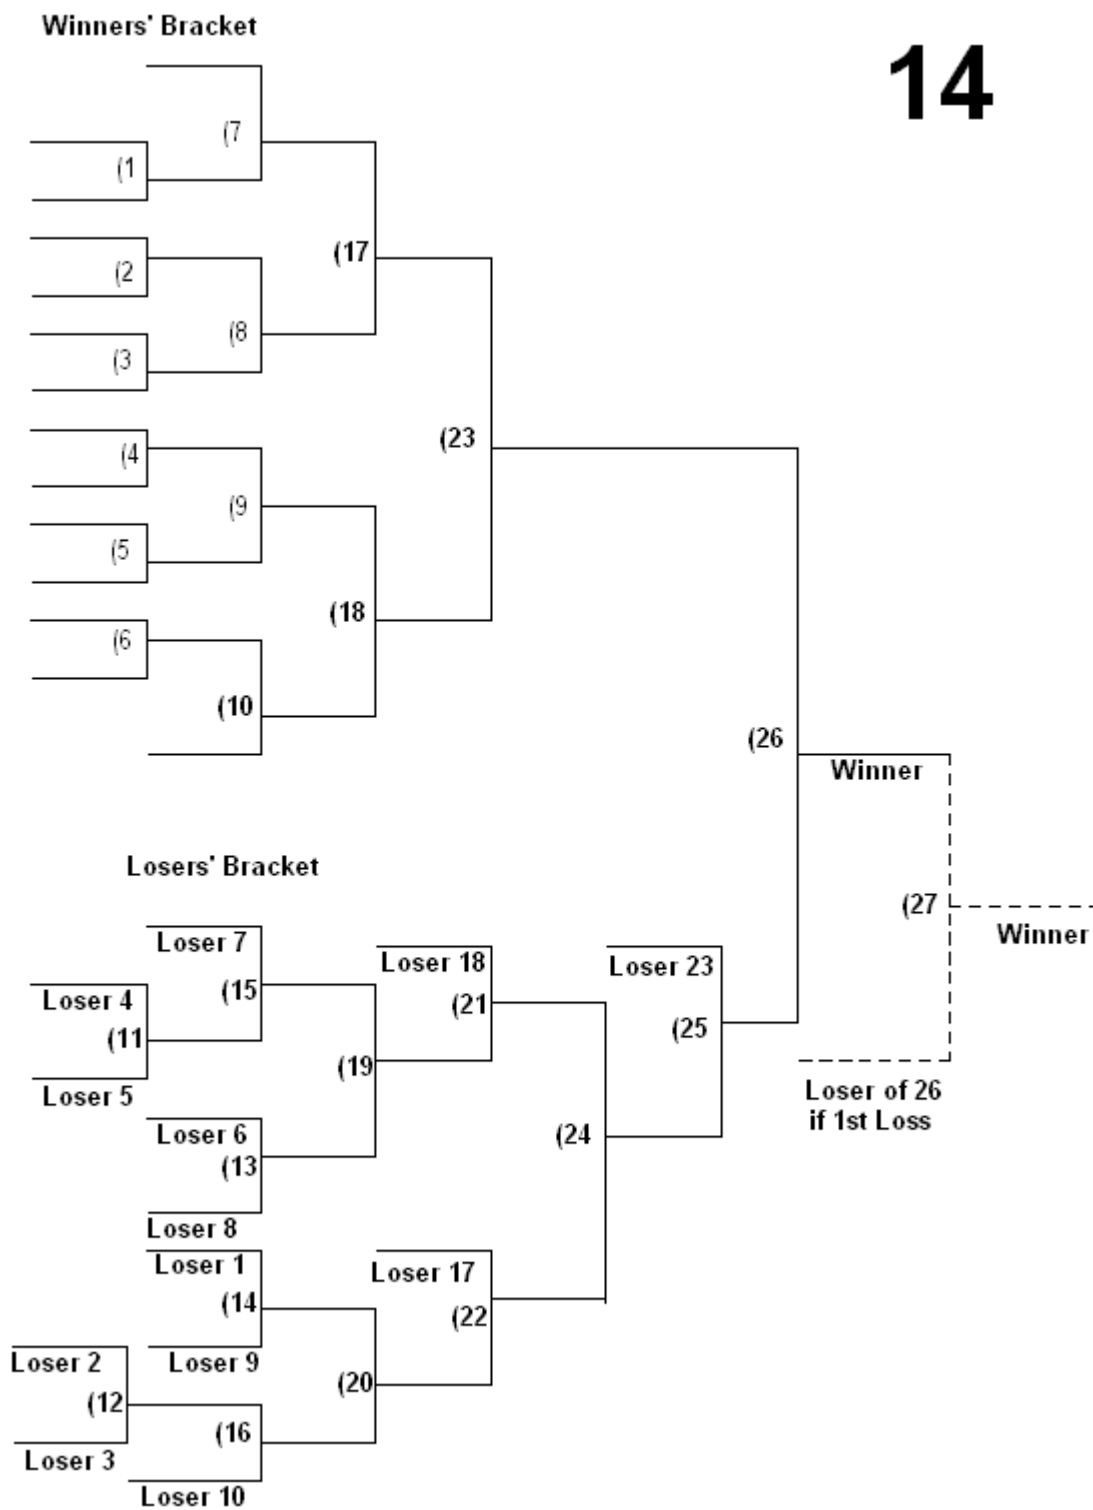 Winners' Bracket
14
(7
(1
(17
(2
(8
(3
(23
(4
(9
(5
(18
(6
(10
(26
Winner
Losers' Bracket
(27
Winner
Loser 7
Loser 18
Loser 23
(15
Loser 4
(21
(25
(11
(19
Loser 5
Loser of 26
if 1st Loss
Loser 6
(24
(13
Loser 8
Loser 1
Loser 17
(14
(22
Loser 2
Loser 9
(20
(12
(16
Loser 3
Loser 10